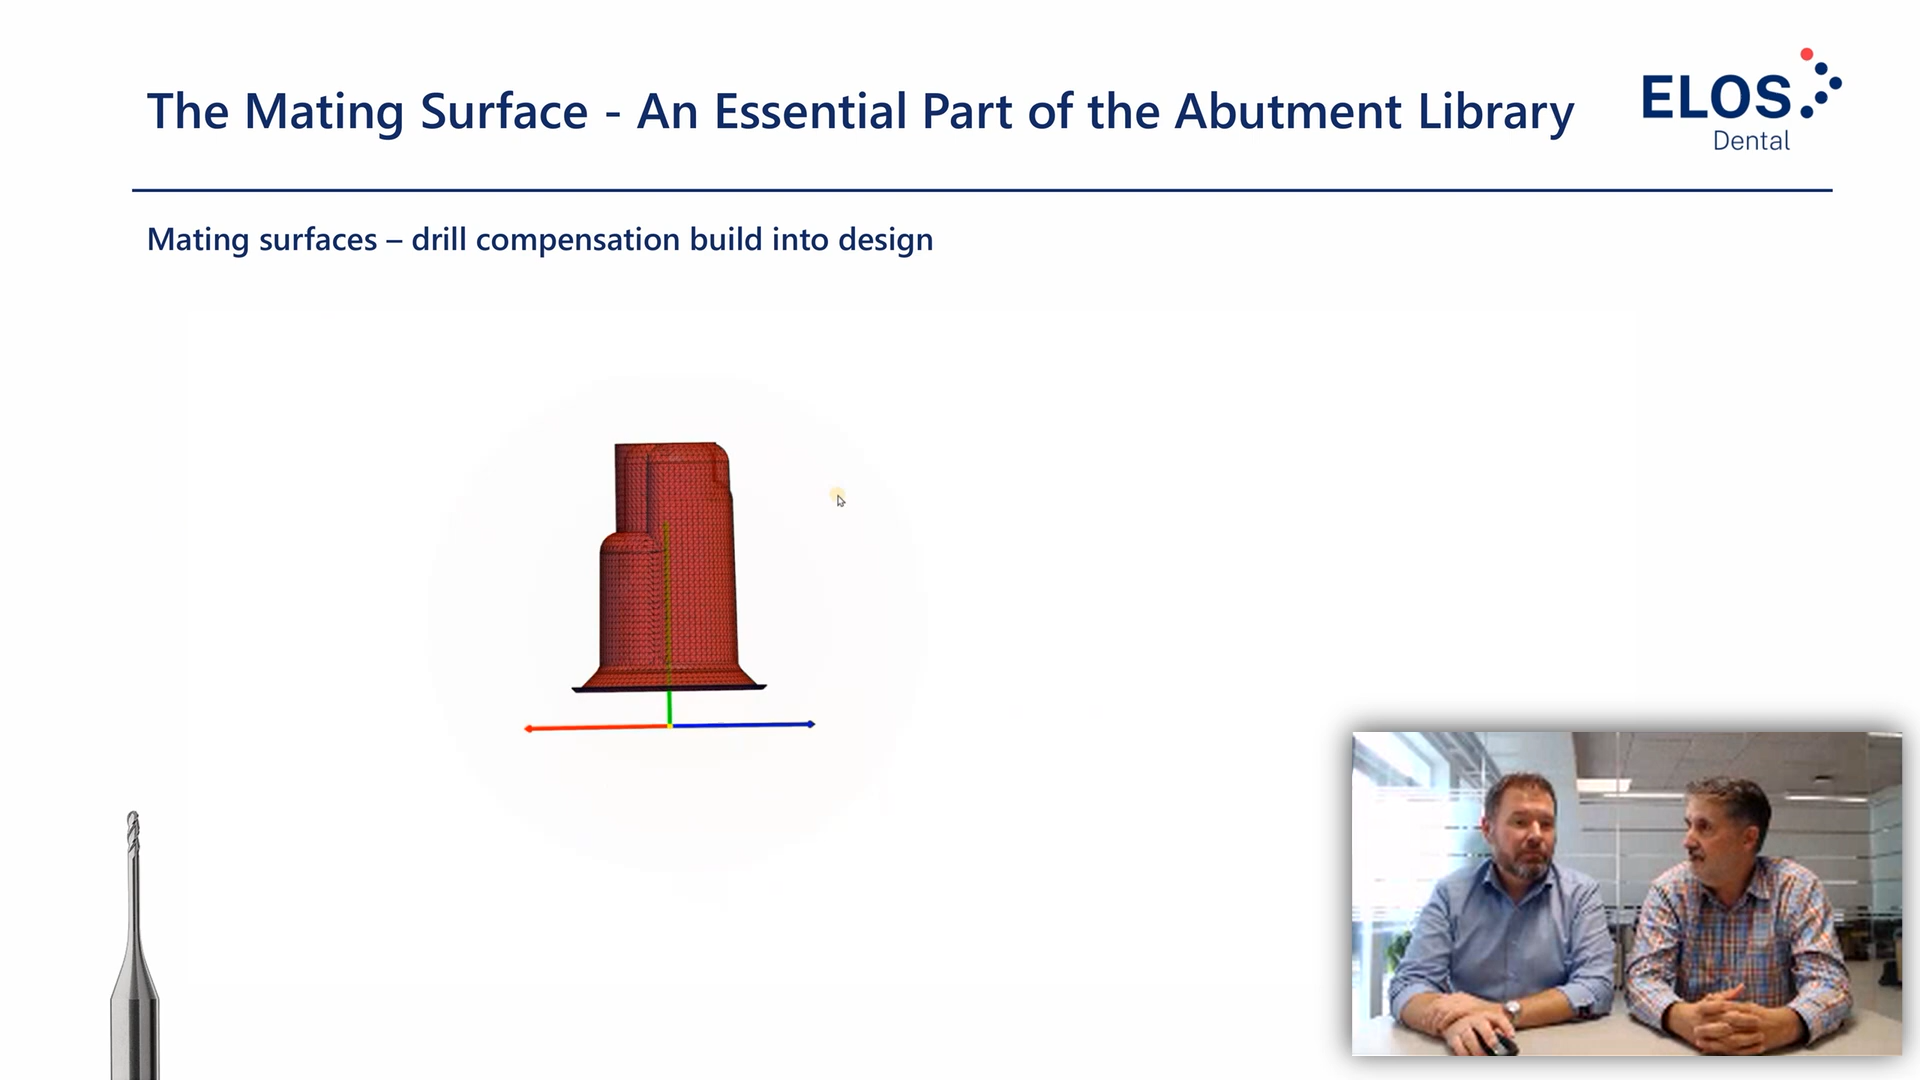 The Mating Surface - An Essential Part of the Abutment Library
ELOS
Dental
Mating surfaces – drill compensation build into design